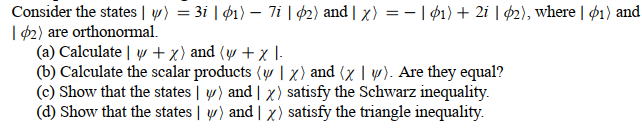 Consider the states | ψ⟩ = 3i | ϕ1⟩ − 7i | ϕ2⟩ and | χ⟩ = − | ϕ1⟩ + 2i | ϕ2⟩, where | ϕ1⟩ and
| ϕ2⟩ are orthonormal.
(a) Calculate | ψ + χ⟩ and ⟨ψ + χ |.
(b) Calculate the scalar products ⟨ψ | χ⟩ and ⟨χ | ψ⟩. Are they equal?
(c) Show that the states | ψ⟩ and | χ⟩ satisfy the Schwarz inequality.
(d) Show that the states | ψ⟩ and | χ⟩ satisfy the triangle inequality.